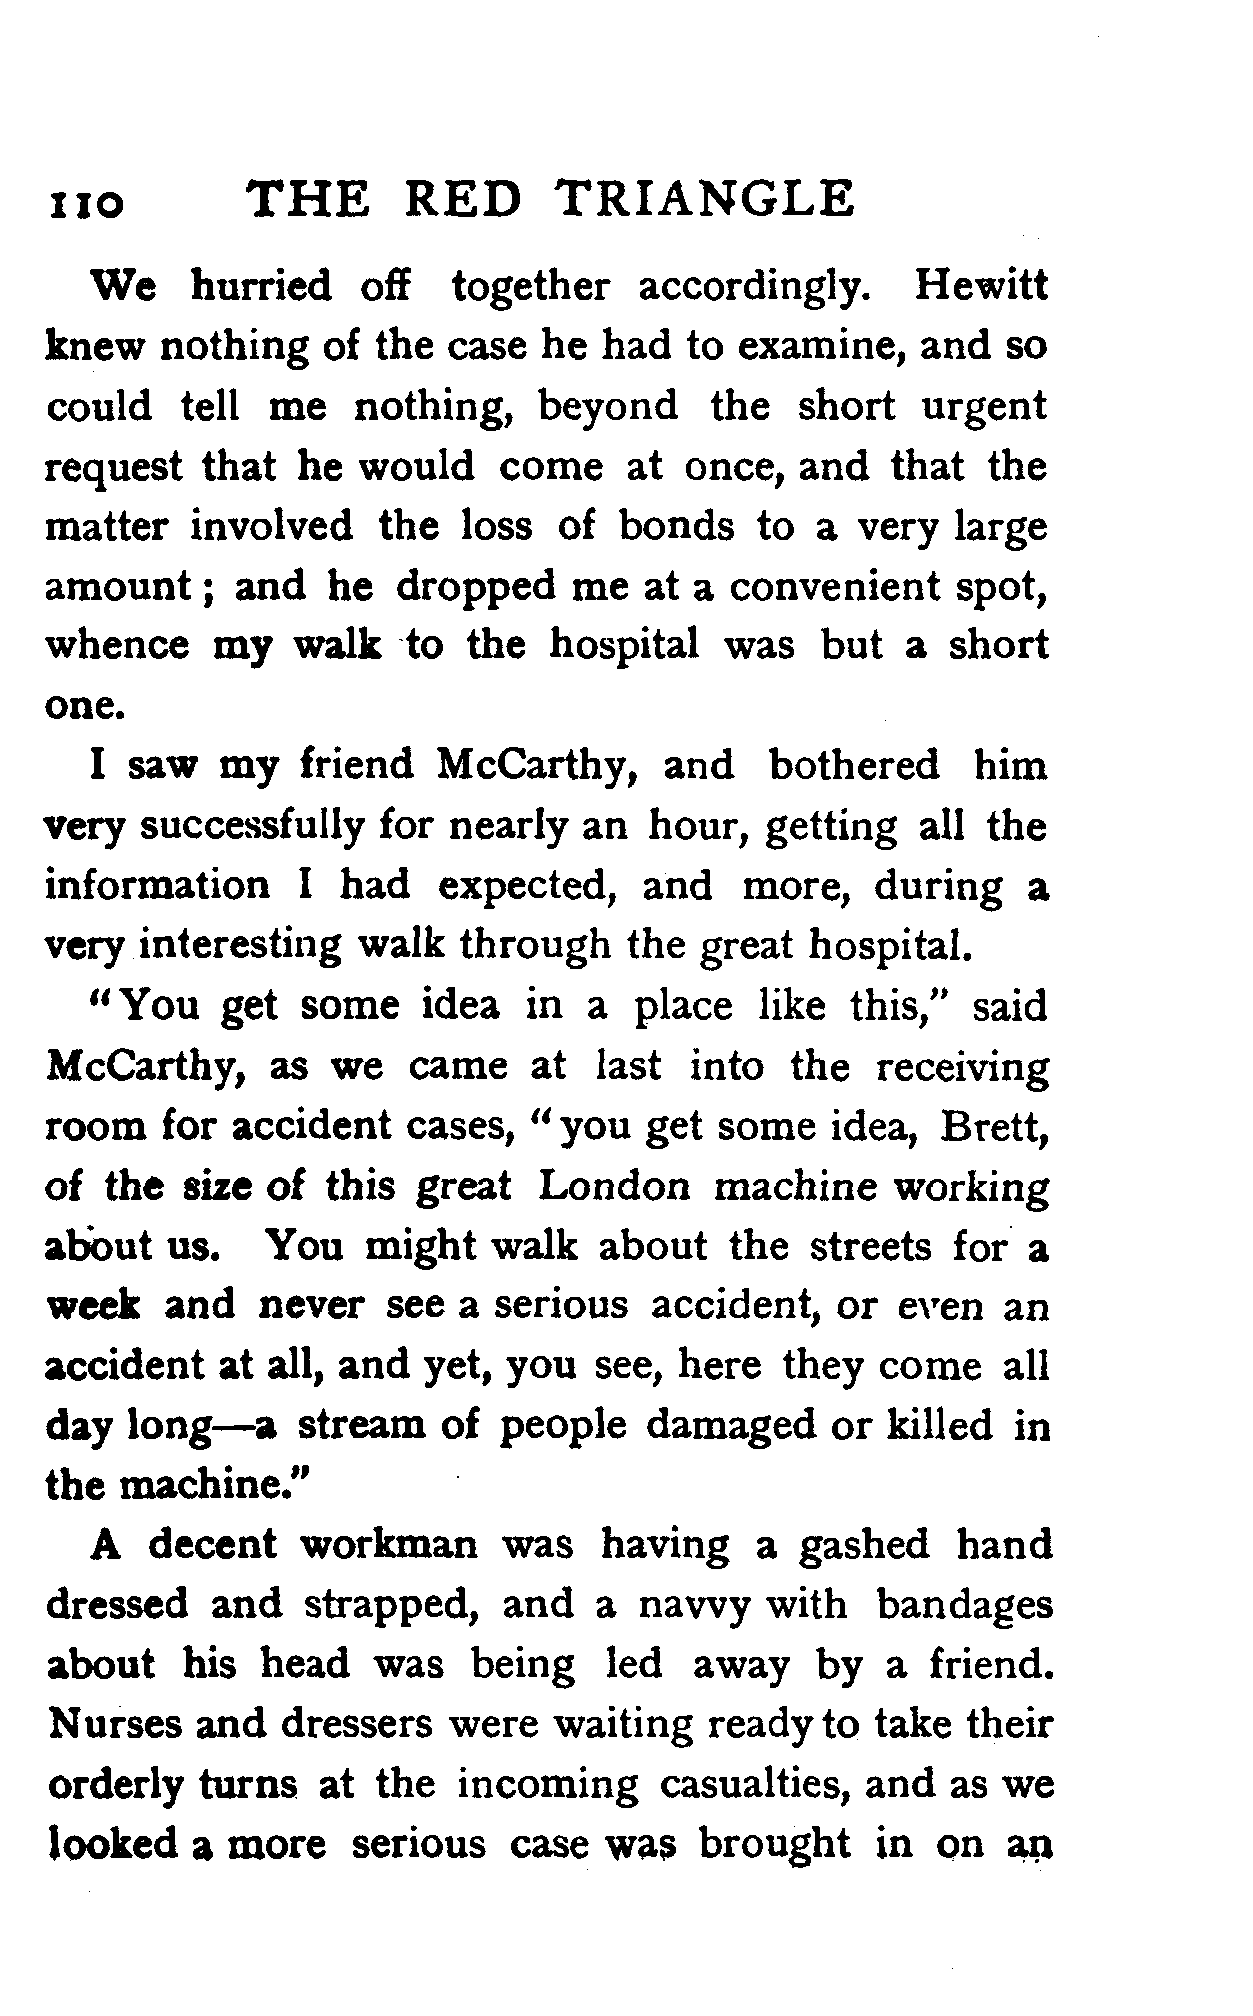 110 THE RED TRIANGLE
We hurried off together accordingly. Hewitt
knew nothing of the case he had to examine, and so
could tell me nothing, beyond the short urgent
request that he would come at once, and that the
matter involved the loss of bonds to a very large
amount ; and he dropped me at a convenient spot,
whence my walk to the hospital was but a short
one.
I saw my friend McCarthy, and bothered him
very successfully for nearly an hour, getting all the
information I had expected, and more, during a
very interesting walk through the great hospital.
"You get some idea in a place like this," said
McCarthy, as we came at last into the receiving
room for accident cases, "you get some idea, Brett,
of the size of this great London machine working
about us. You might walk about the streets for a
week and never see a serious accident, or even an
accident at all, and yet, you see, here they come all
day long—a stream of people damaged or killed in
the machine."
A decent workman was having a gashed hand
dressed and strapped, and a navvy with bandages
about his head was being led away by a friend.
Nurses and dressers were waiting ready to take their
orderly turns at the incoming casualties, and as we
looked a more serious case was brought in on an